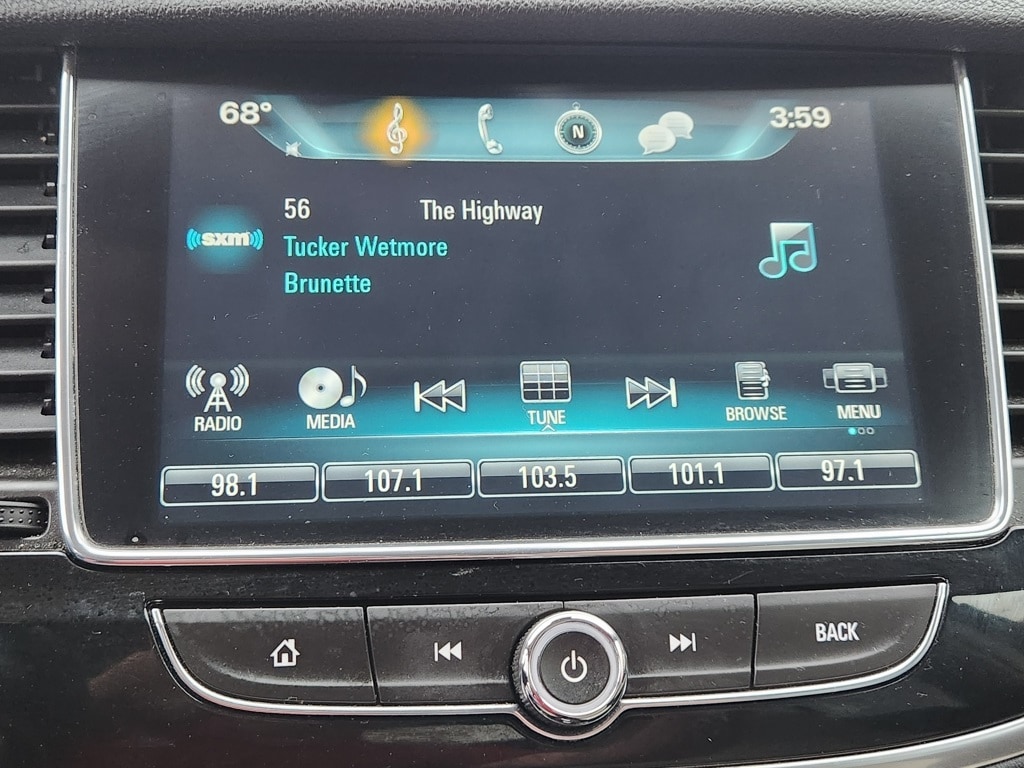 68° 3:59
N
56 The Highway
sxm
Tucker Wetmore
Brunette
RADIO MEDIA TUNE BROWSE MENU
98.1 107.1 103.5 101.1 97.1
BACK